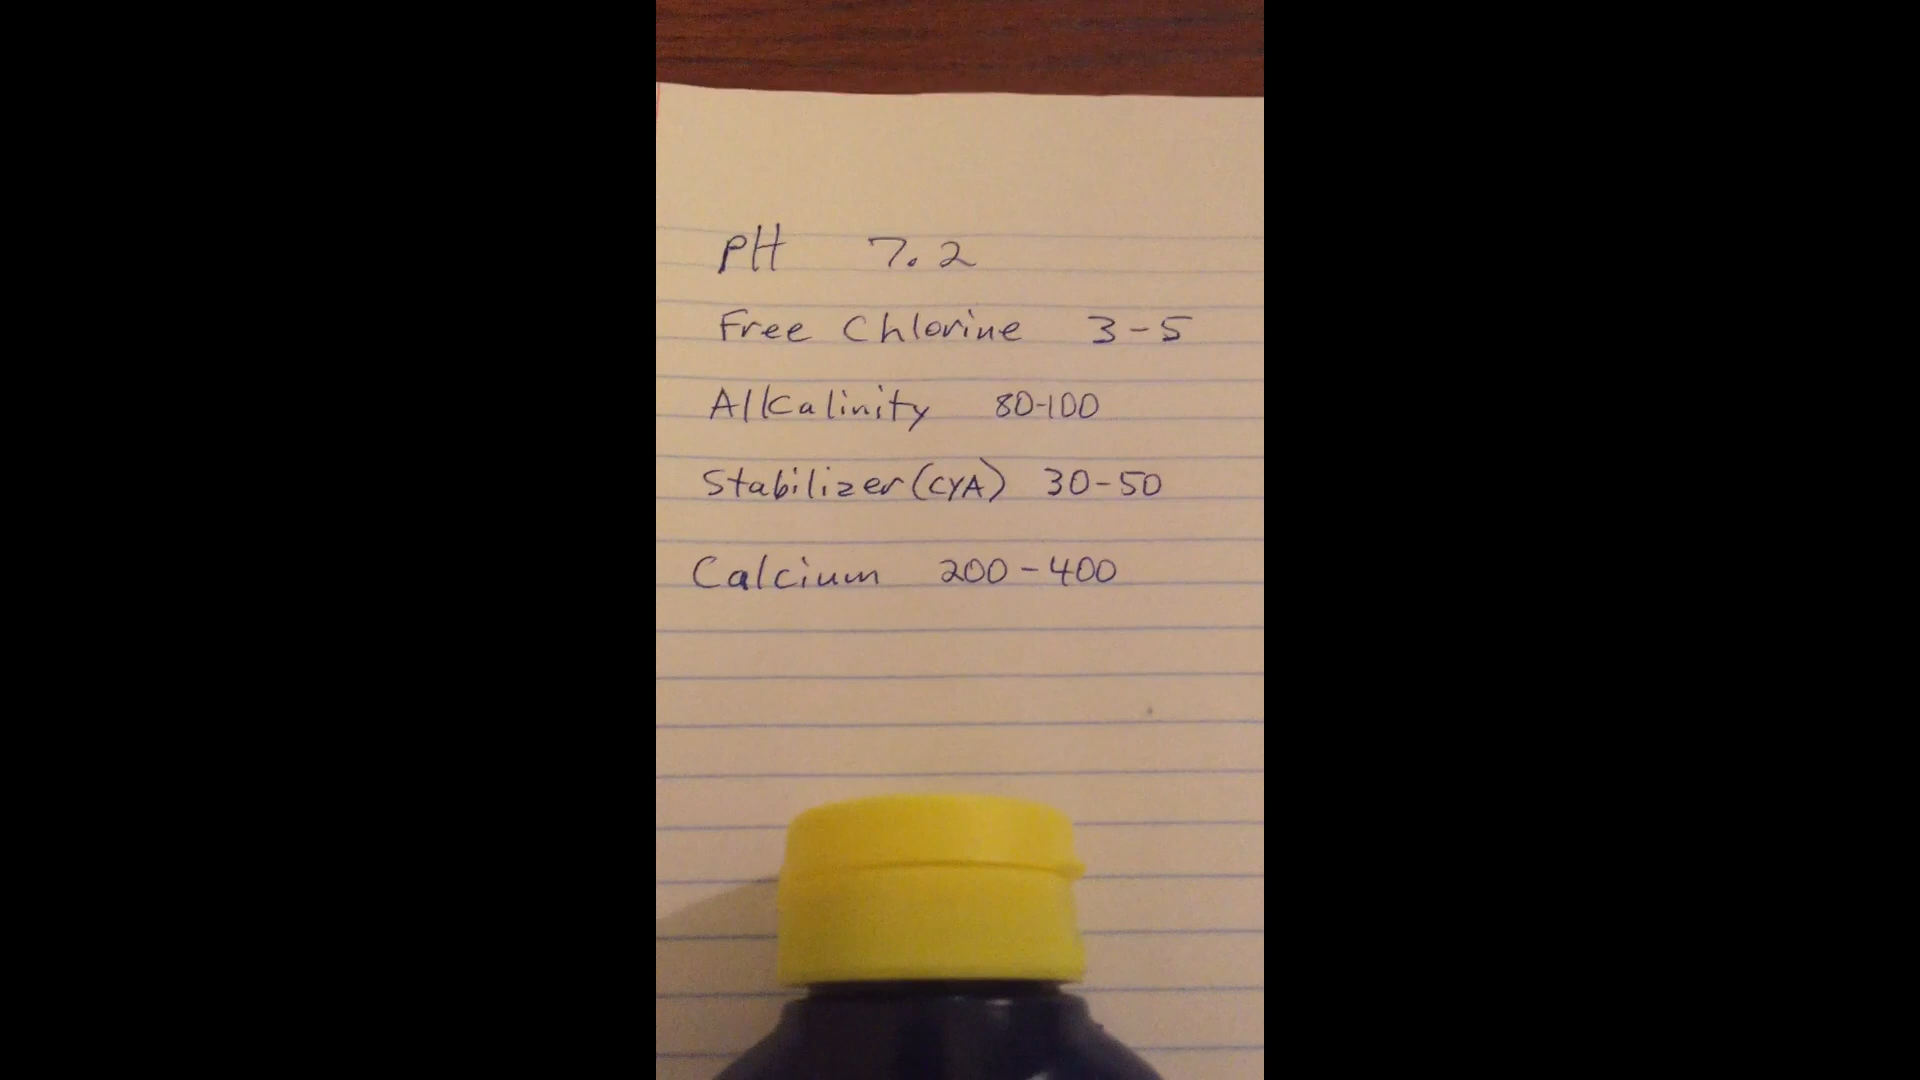 PH 7.2
Free Chlorine 3-5
Alkalinity 80-100
Stabilizer (CYA) 30-50
Calcium 200-400